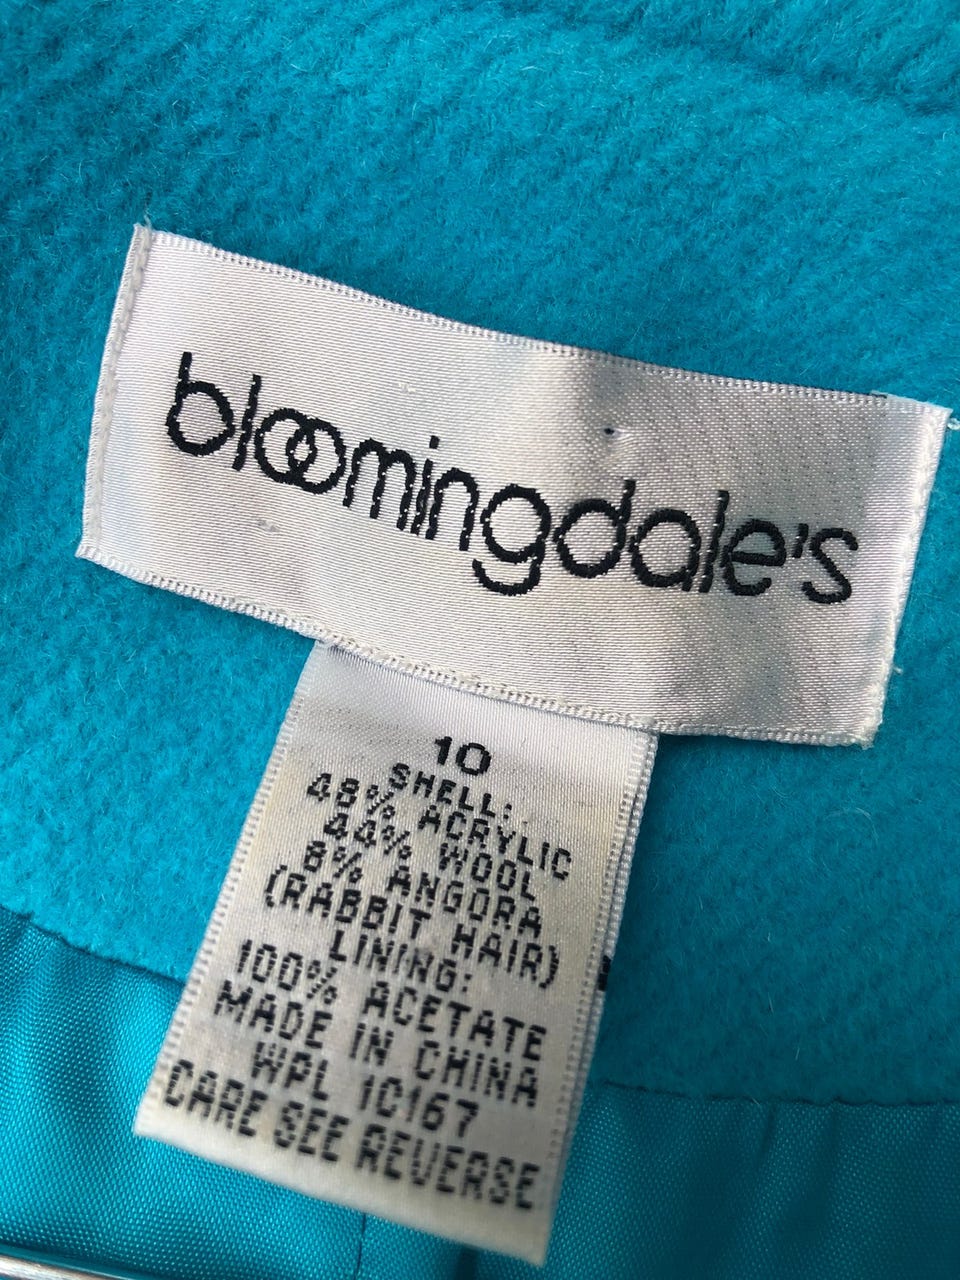 bloomingdale's
10
SHELL:
48% ACRYLIC
44% WOOL
8% ANGORA
(RABBIT HAIR)
LINING:
100% ACETATE
MADE IN CHINA
WPL 10167
CARE SEE REVERSE